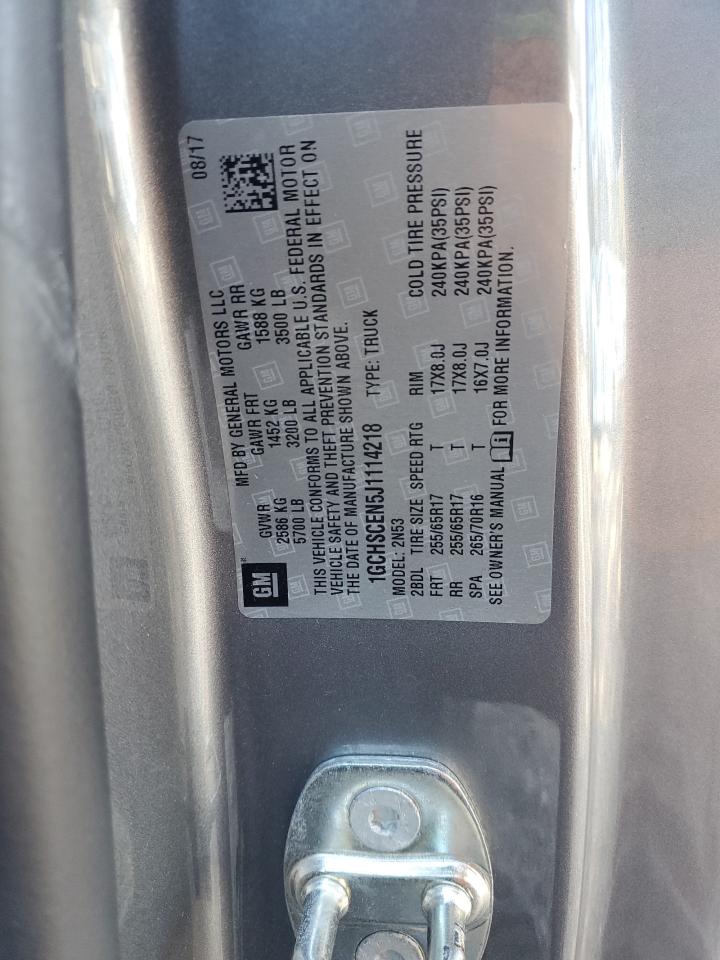 GM
MFD BY GENERAL MOTORS LLC 08/17
GVWR GAWR FRT GAWR RR
2586 KG 1452 KG 1588 KG
5700 LB 3200 LB 3500 LB
THIS VEHICLE CONFORMS TO ALL APPLICABLE U.S. FEDERAL MOTOR
VEHICLE SAFETY AND THEFT PREVENTION STANDARDS IN EFFECT ON
THE DATE OF MANUFACTURE SHOWN ABOVE.
1GCHSCEN5J1114218 TYPE: TRUCK
MODEL: 2N53
2BDL TIRE SIZE SPEED RTG RIM COLD TIRE PRESSURE
FRT 255/65R17 T 17X8.0J 240KPA(35PSI)
RR 255/65R17 T 17X8.0J 240KPA(35PSI)
SPA 265/70R16 T 16X7.0J 240KPA(35PSI)
SEE OWNER'S MANUAL FOR MORE INFORMATION.